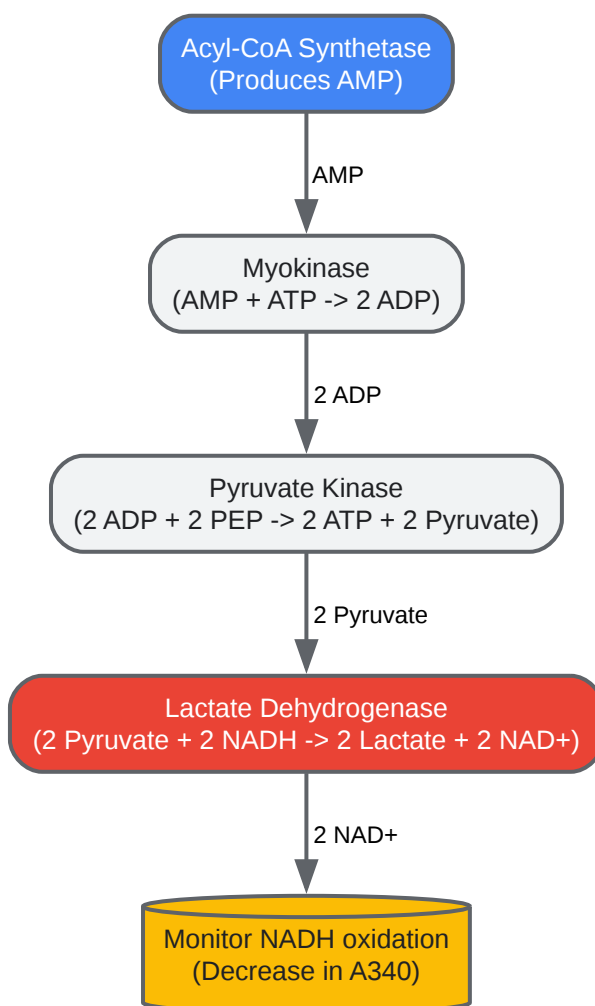 Acyl-CoA Synthetase
(Produces AMP)
AMP
Myokinase
(AMP + ATP -> 2 ADP)
2 ADP
Pyruvate Kinase
(2 ADP + 2 PEP -> 2 ATP + 2 Pyruvate)
2 Pyruvate
Lactate Dehydrogenase
(2 Pyruvate + 2 NADH -> 2 Lactate + 2 NAD+)
2 NAD+
Monitor NADH oxidation
(Decrease in A340)